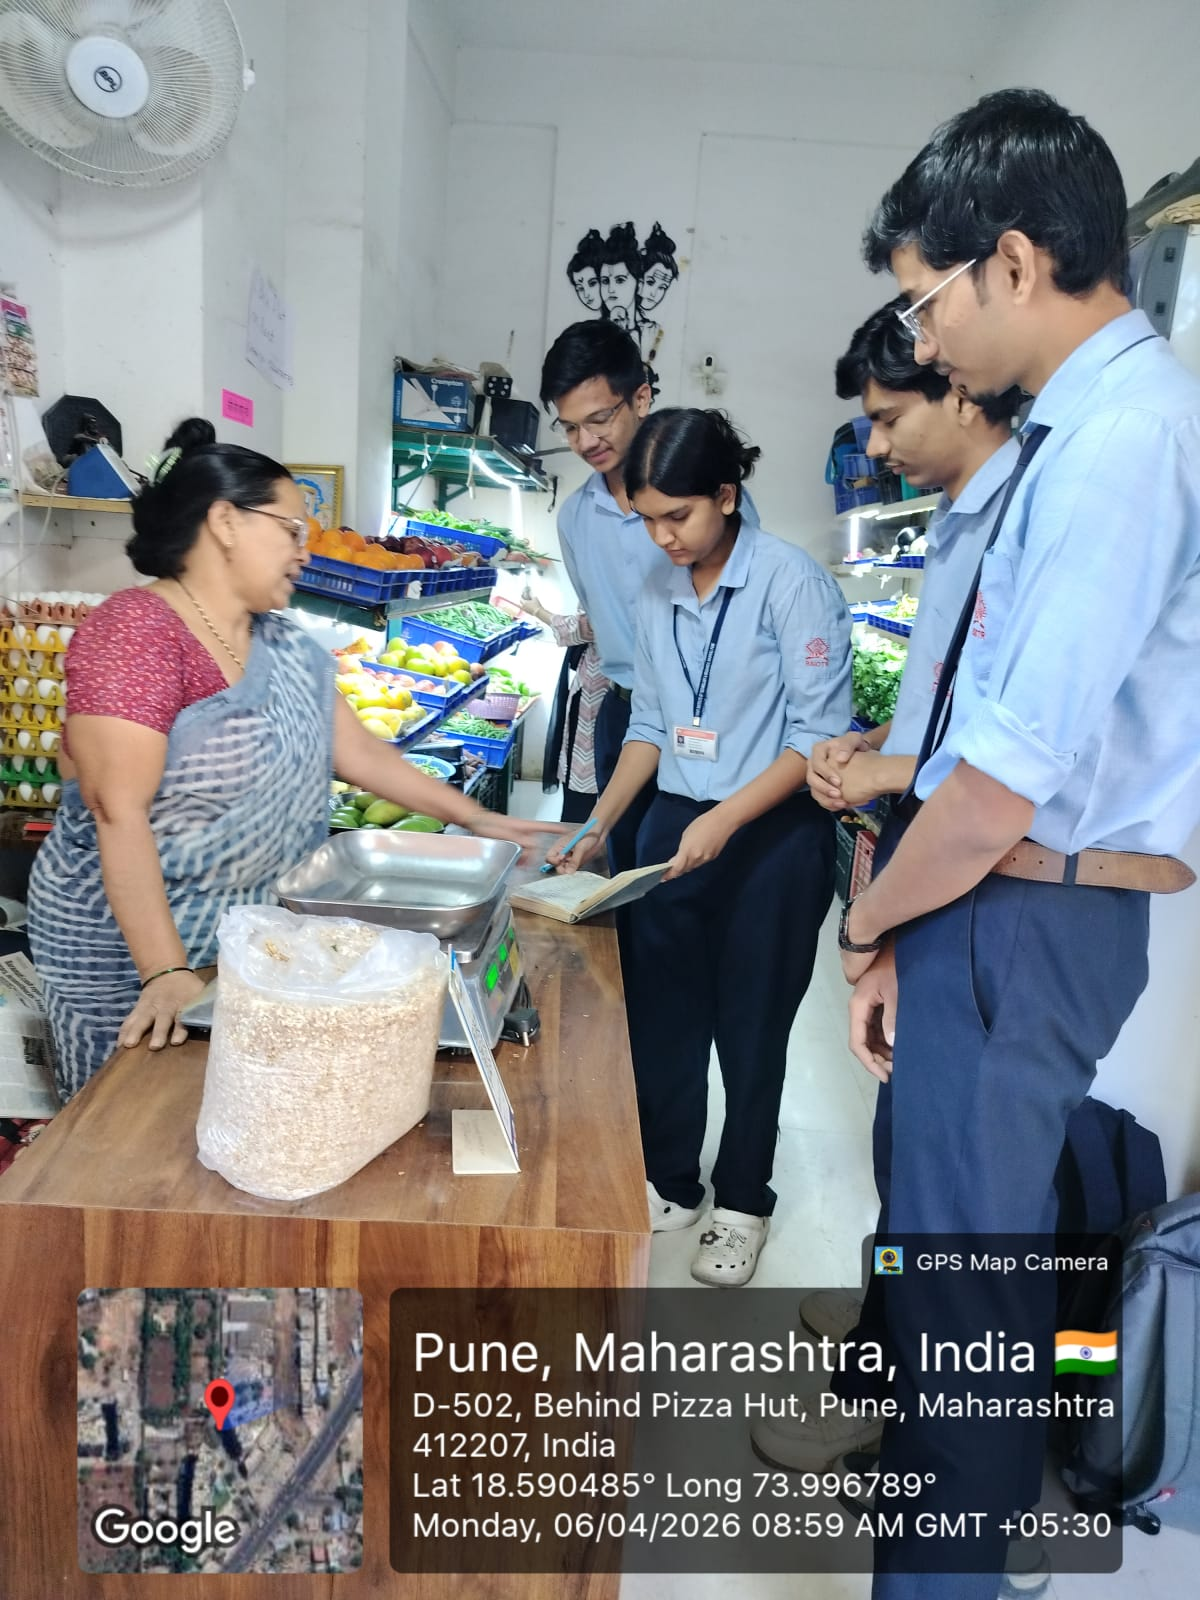 BPL
Crompton
GPS Map Camera
Pune, Maharashtra, India
D-502, Behind Pizza Hut, Pune, Maharashtra
412207, India
Lat 18.590485° Long 73.996789°
Monday, 06/04/2026 08:59 AM GMT +05:30
Google